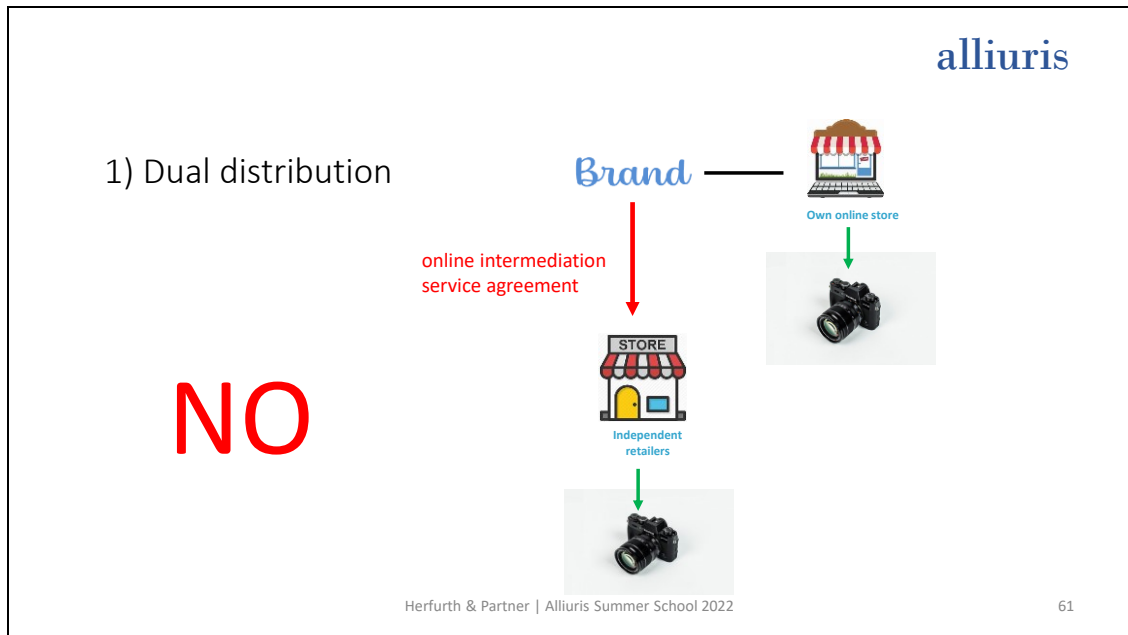 alliuris
1) Dual distribution
Brand
Own online store
online intermediation
service agreement
STORE
NO
Independent
retailers
Herfurth & Partner | Alliuris Summer School 2022
61